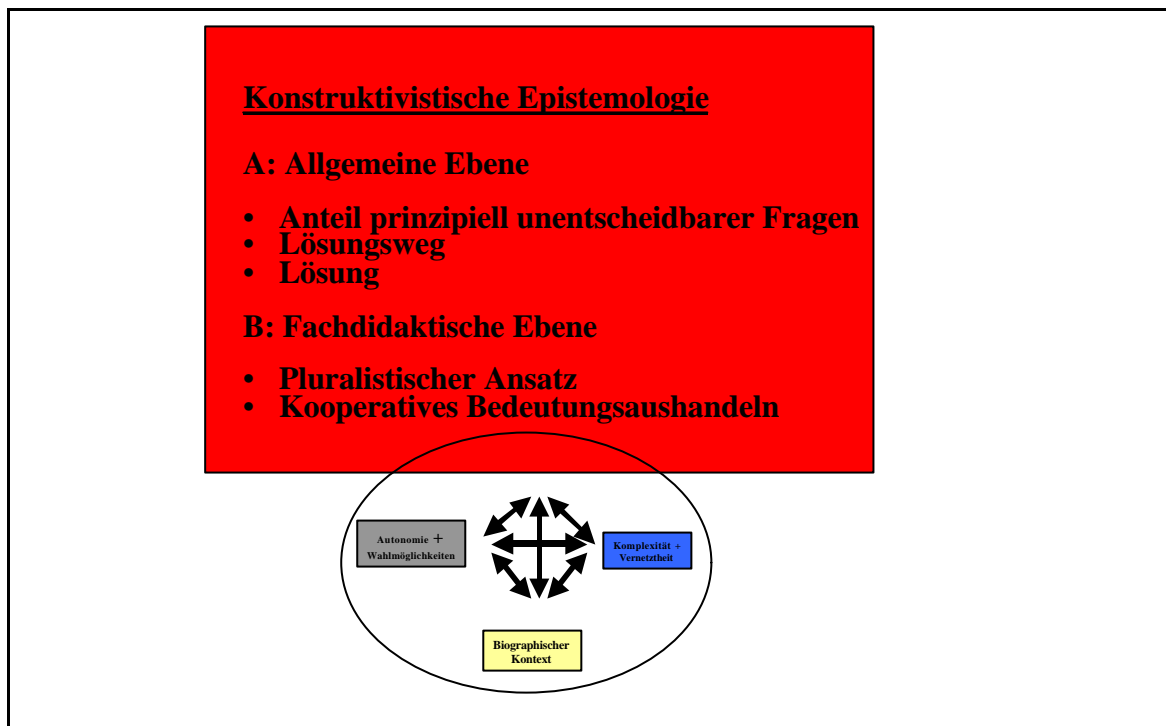 Konstruktivistische Epistemologie
A: Allgemeine Ebene
• Anteil prinzipiell unentscheidbarer Fragen
• Lösungsweg
• Lösung
B: Fachdidaktische Ebene
• Pluralistischer Ansatz
• Kooperatives Bedeutungsaushandeln
Autonomie +
Wahlmöglichkeiten
Komplexität +
Vernetztheit
Biographischer
Kontext